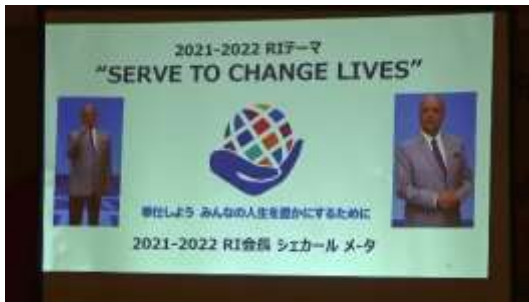 2021-2022 RIテーマ
“SERVE TO CHANGE LIVES”
奉仕しよう みんなの人生を豊かにするために
2021-2022 RI会長 シェカール メータ